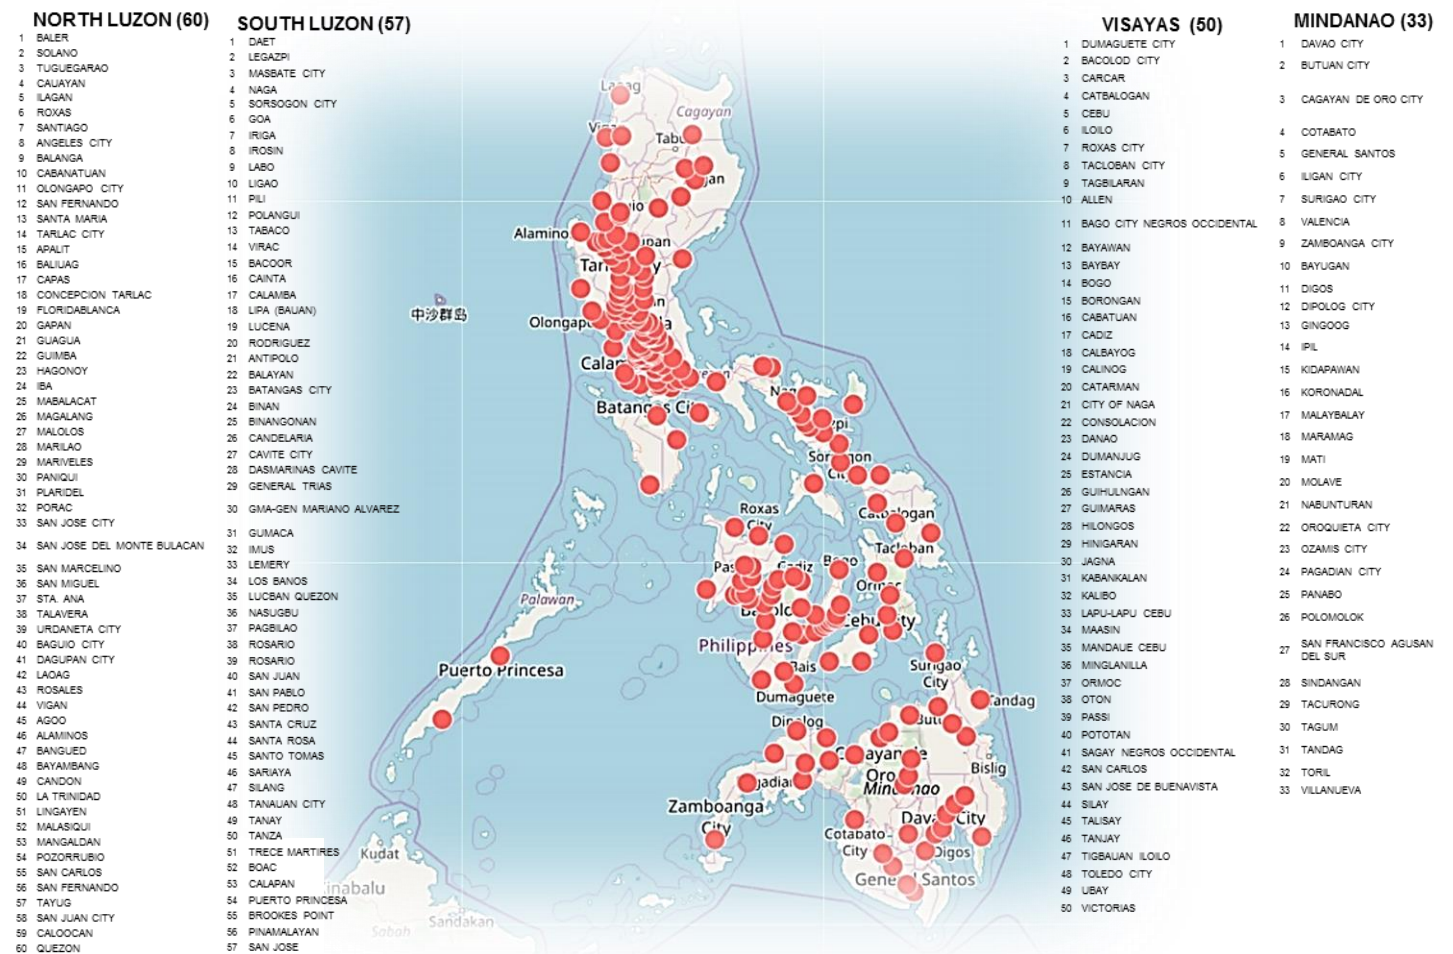 NORTH LUZON (60)
1 BALER
2 SOLANO
3 TUGUEGARAO
4 CAUAYAN
5 ILAGAN
6 ROXAS
7 SANTIAGO
8 ANGELES CITY
9 BALANGA
10 CABANATUAN
11 OLONGAPO CITY
12 SAN FERNANDO
13 SANTA MARIA
14 TARLAC CITY
15 APALIT
16 BALIUAG
17 CAPAS
18 CONCEPCION TARLAC
19 FLORIDABLANCA
20 GAPAN
21 GUAGUA
22 GUIMBA
23 HAGONOY
24 IBA
25 MABALACAT
26 MAGALANG
27 MALOLOS
28 MARILAO
29 MARIVELES
30 PANIQUI
31 PLARIDEL
32 PORAC
33 SAN JOSE CITY
34 SAN JOSE DEL MONTE BULACAN
35 SAN MARCELINO
36 SAN MIGUEL
37 STA. ANA
38 TALAVERA
39 URDANETA CITY
40 BAGUIO CITY
41 DAGUPAN CITY
42 LAOAG
43 ROSALES
44 VIGAN
45 AGOO
46 ALAMINOS
47 BANGUED
48 BAYAMBANG
49 CANDON
50 LA TRINIDAD
51 LINGAYEN
52 MALASIQUI
53 MANGALDAN
54 POZORRUBIO
55 SAN CARLOS
56 SAN FERNANDO
57 TAYUG
58 SAN JUAN CITY
59 CALOOCAN
60 QUEZON
SOUTH LUZON (57)
1 DAET
2 LEGAZPI
3 MASBATE CITY
4 NAGA
5 SORSOGON CITY
6 GOA
7 IRIGA
8 IROSIN
9 LABO
10 LIGAO
11 PILI
12 POLANGUI
13 TABACO
14 VIRAC
15 BACOOR
16 CAINTA
17 CALAMBA
18 LIPA (BAUAN)
19 LUCENA
20 RODRIGUEZ
21 ANTIPOLO
22 BALAYAN
23 BATANGAS CITY
24 BINAN
25 BINANGONAN
26 CANDELARIA
27 CAVITE CITY
28 DASMARINAS CAVITE
29 GENERAL TRIAS
30 GMA-GEN MARIANO ALVAREZ
31 GUMACA
32 IMUS
33 LEMERY
34 LOS BANOS
35 LUCBAN QUEZON
36 NASUGBU
37 PAGBILAO
38 ROSARIO
39 ROSARIO
40 SAN JUAN
41 SAN PABLO
42 SAN PEDRO
43 SANTA CRUZ
44 SANTA ROSA
45 SANTO TOMAS
46 SARIAYA
47 SILANG
48 TANAUAN CITY
49 TANAY
50 TANZA
51 TRECE MARTIRES
52 BOAC
53 CALAPAN
54 PUERTO PRINCESA
55 BROOKES POINT
56 PINAMALAYAN
57 SAN JOSE
Cagayan
Alamino
中沙群岛
Olongap
Batangas City
Roxas
City
Catbalogan
Tacloban
Cadiz
Palawan
Cebu City
Philippines
Puerto Princesa
Bais
Surigao
City
Dumaguete
Tandag
Dipolog
Cagayan de
Oro
Mindanao
Bislig
Zamboanga
City
Davao City
Cotabato
City
Digos
General Santos
Kudat
inabalu
Sandakan
Sabah
VISAYAS (50)
1 DUMAGUETE CITY
2 BACOLOD CITY
3 CARCAR
4 CATBALOGAN
5 CEBU
6 ILOILO
7 ROXAS CITY
8 TACLOBAN CITY
9 TAGBILARAN
10 ALLEN
11 BAGO CITY NEGROS OCCIDENTAL
12 BAYAWAN
13 BAYBAY
14 BOGO
15 BORONGAN
16 CABATUAN
17 CADIZ
18 CALBAYOG
19 CALINOG
20 CATARMAN
21 CITY OF NAGA
22 CONSOLACION
23 DANAO
24 DUMANJUG
25 ESTANCIA
26 GUIHULNGAN
27 GUIMARAS
28 HILONGOS
29 HINIGARAN
30 JAGNA
31 KABANKALAN
32 KALIBO
33 LAPU-LAPU CEBU
34 MAASIN
35 MANDAUE CEBU
36 MINGLANILLA
37 ORMOC
38 OTON
39 PASSI
40 POTOTAN
41 SAGAY NEGROS OCCIDENTAL
42 SAN CARLOS
43 SAN JOSE DE BUENAVISTA
44 SILAY
45 TALISAY
46 TANJAY
47 TIGBAUAN ILOILO
48 TOLEDO CITY
49 UBAY
50 VICTORIAS
MINDANAO (33)
1 DAVAO CITY
2 BUTUAN CITY
3 CAGAYAN DE ORO CITY
4 COTABATO
5 GENERAL SANTOS
6 ILIGAN CITY
7 SURIGAO CITY
8 VALENCIA
9 ZAMBOANGA CITY
10 BAYUGAN
11 DIGOS
12 DIPOLOG CITY
13 GINGOOG
14 IPIL
15 KIDAPAWAN
16 KORONADAL
17 MALAYBALAY
18 MARAMAG
19 MATI
20 MOLAVE
21 NABUNTURAN
22 OROQUIETA CITY
23 OZAMIS CITY
24 PAGADIAN CITY
25 PANABO
26 POLOMOLOK
27 SAN FRANCISCO AGUSAN
DEL SUR
28 SINDANGAN
29 TACURONG
30 TAGUM
31 TANDAG
32 TORIL
33 VILLANUEVA